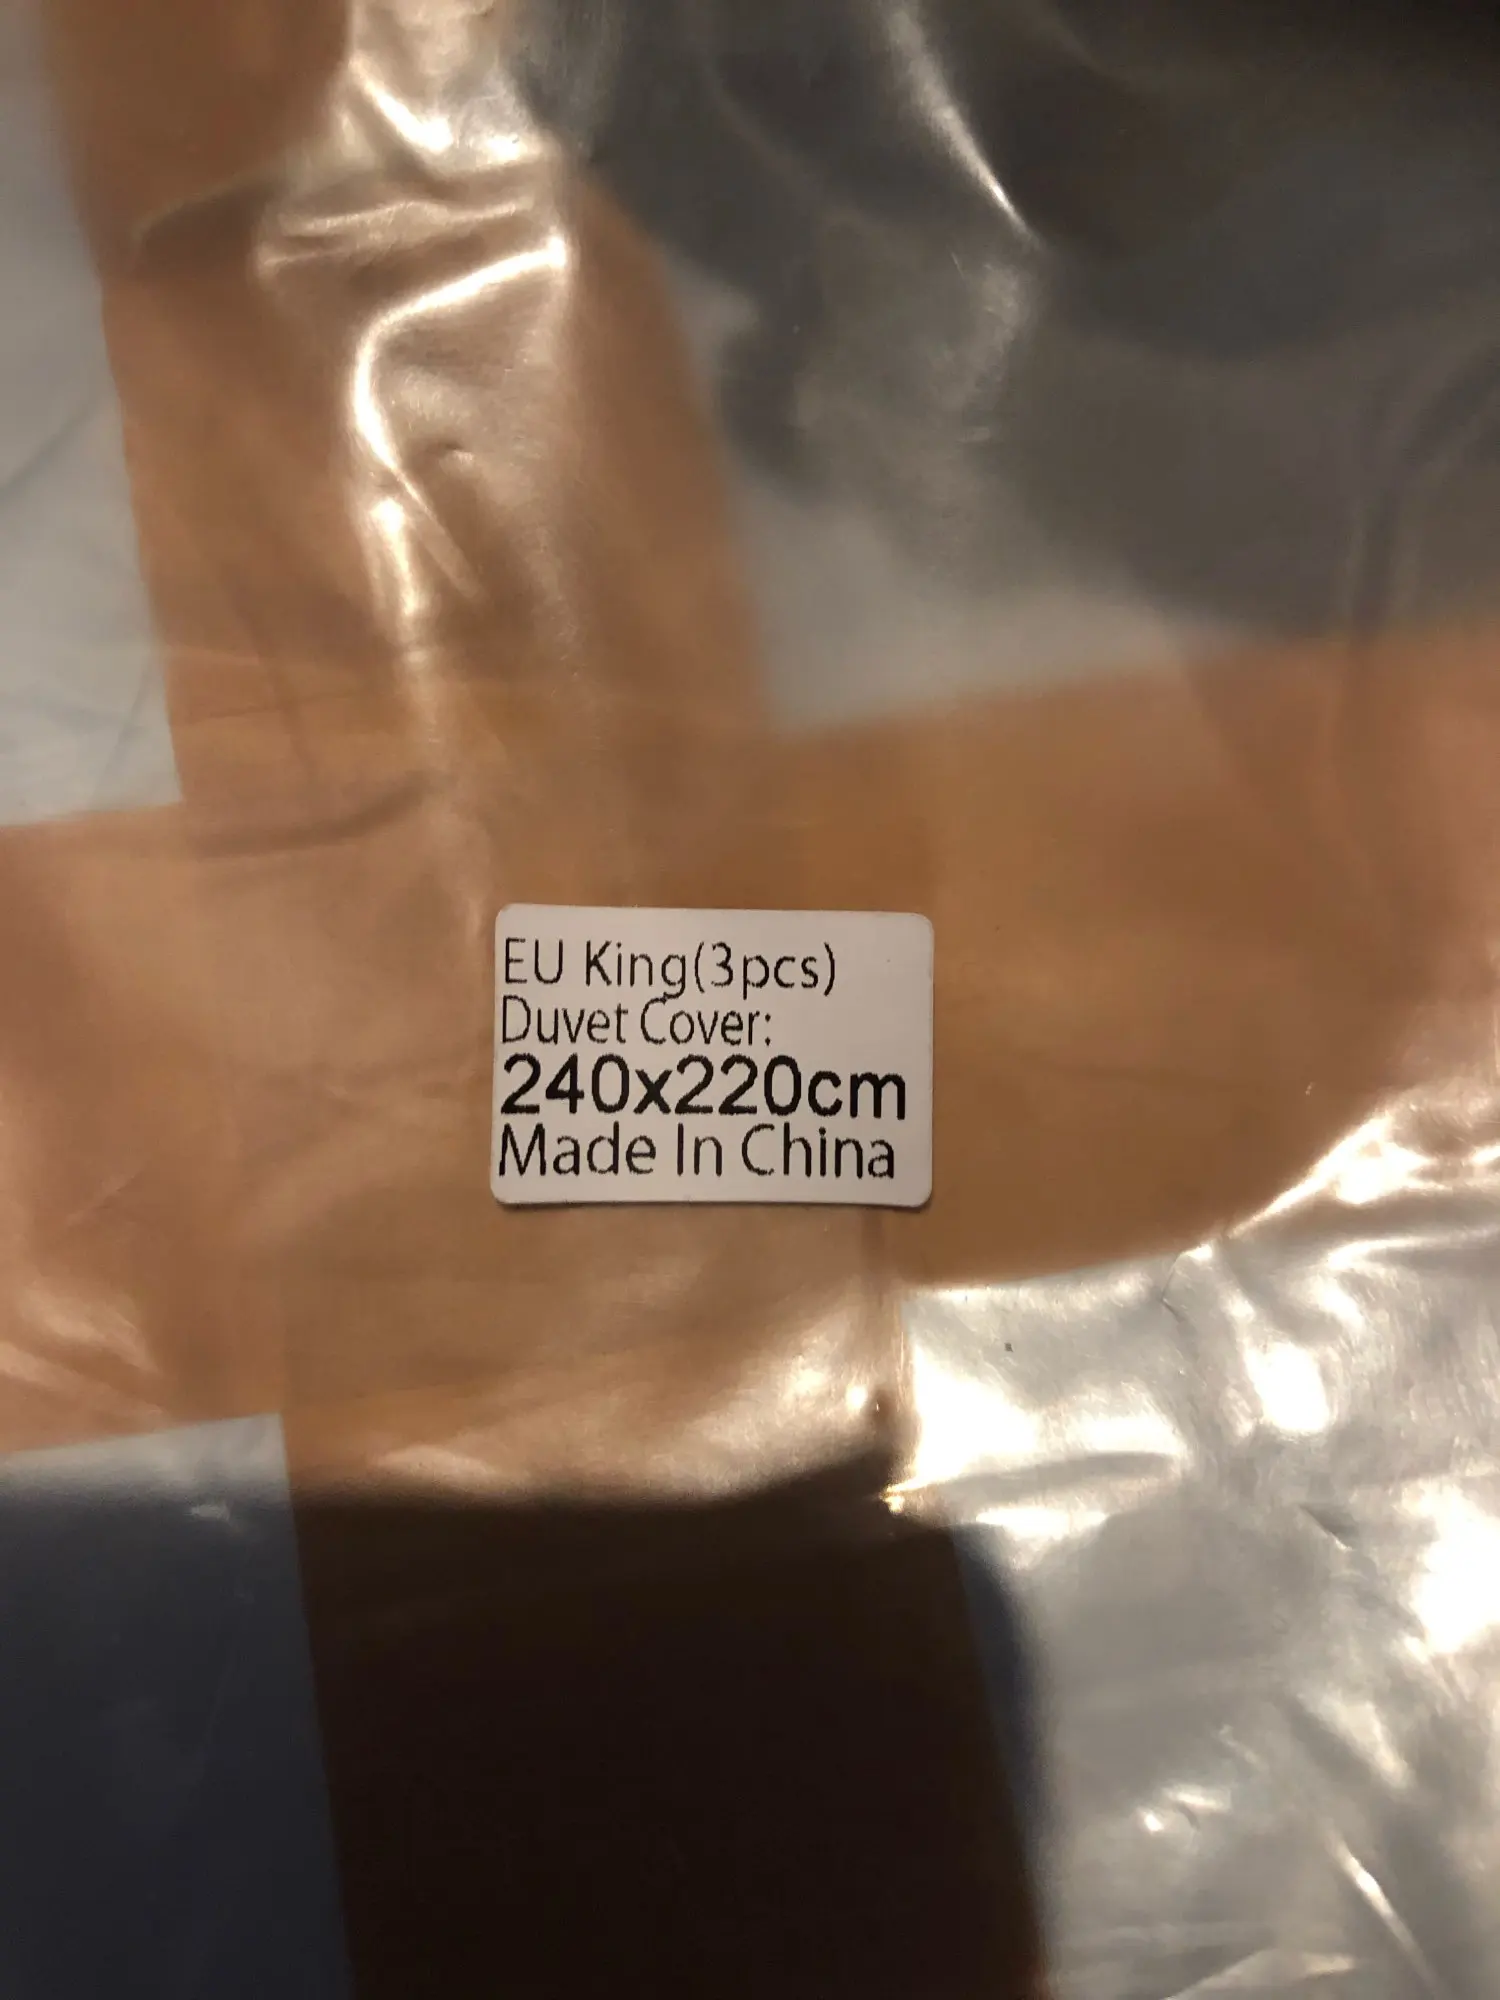 EU King(3pcs)
Duvet Cover:
240x220cm
Made In China